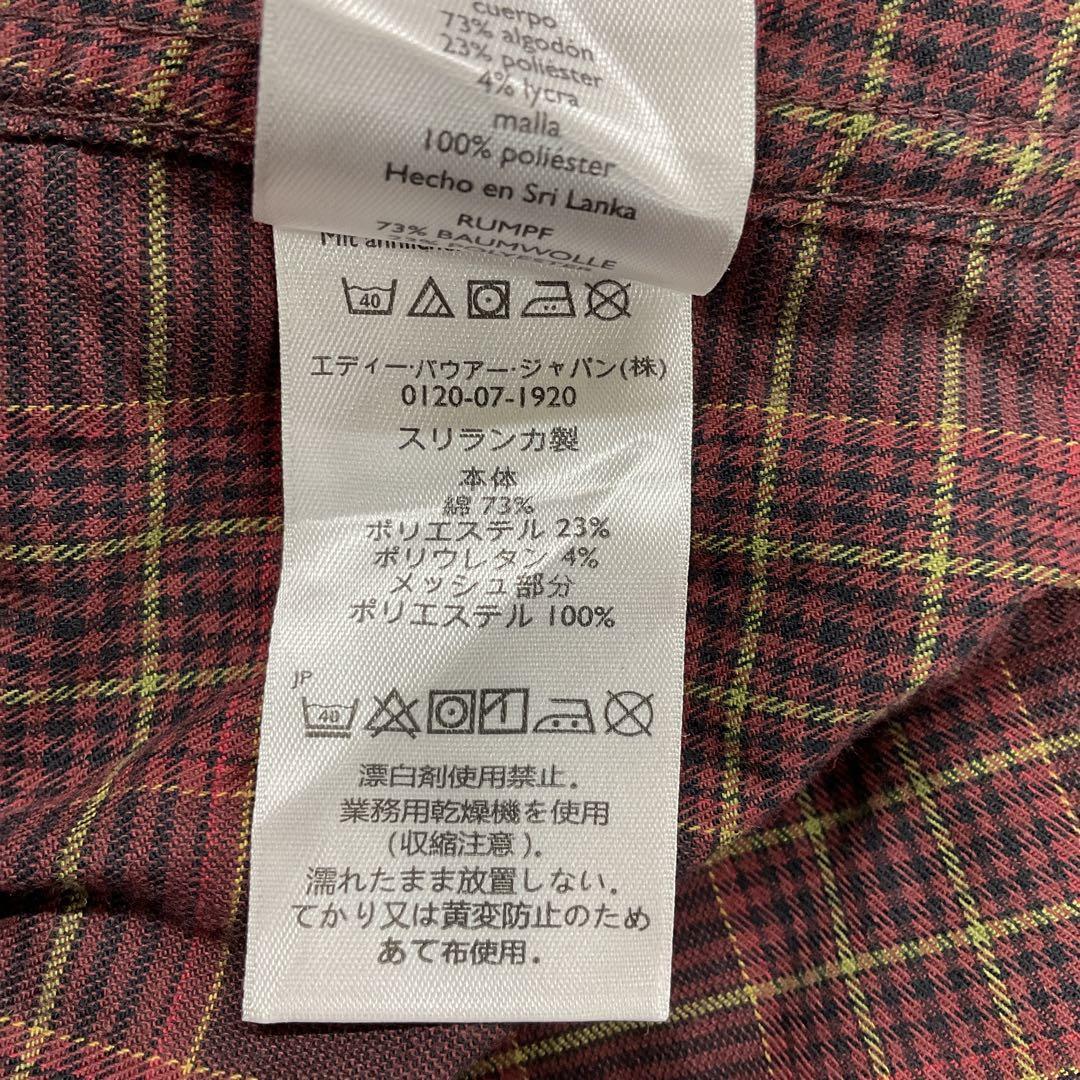 cuerpo
73% algodón
23% poliéster
4% lycra
malla
100% poliéster
Hecho en Sri Lanka
RUMPF
73% BAUMWOLLE
POLYESTER
Mit
40
エディー・バウアー・ジャパン(株)
0120-07-1920
スリランカ製
本体
綿 73%
ポリエステル 23%
ポリウレタン 4%
メッシュ部分
ポリエステル 100%
JP
40
漂白剤使用禁止.
業務用乾燥機を使用
(収縮注意).
濡れたまま放置しない.
てかり又は黄変防止のため
あて布使用.